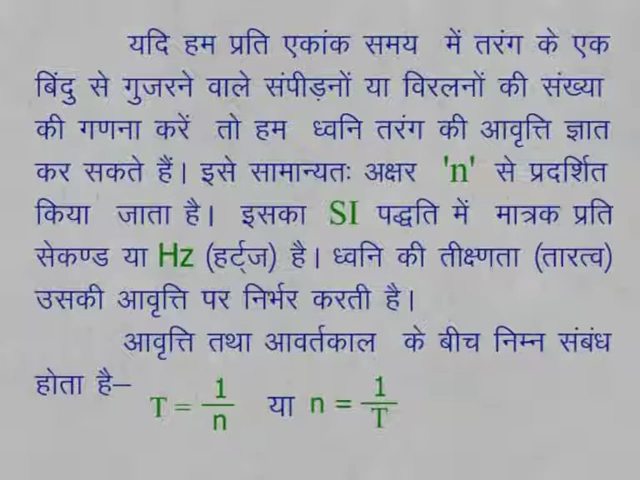 यदि हम प्रति एकांक समय में तरंग के एक
बिंदु से गुजरने वाले संपीड़नों या विरलनों की संख्या
की गणना करें तो हम ध्वनि तरंग की आवृत्ति ज्ञात
कर सकते हैं। इसे सामान्यतः अक्षर 'n' से प्रदर्शित
किया जाता है। इसका SI पद्धति में मात्रक प्रति
सेकण्ड या Hz (हर्ट्ज) है। ध्वनि की तीक्ष्णता (तारत्व)
उसकी आवृत्ति पर निर्भर करती है।
आवृत्ति तथा आवर्तकाल के बीच निम्न संबंध
होता है–
T = 1/n या n = 1/T